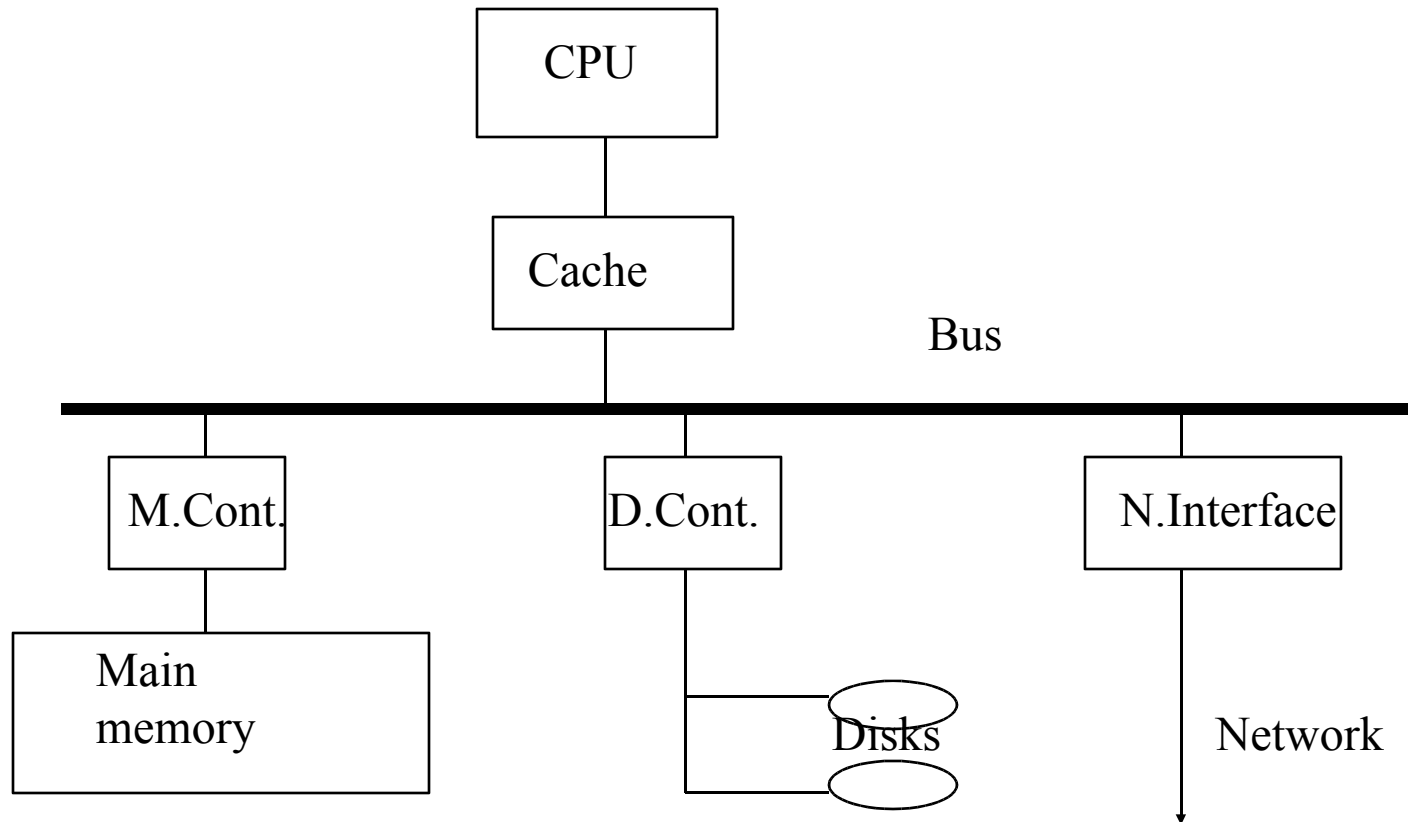 CPU
Cache
Bus
M.Cont.
D.Cont.
N.Interface
Main
memory
Disks
Network